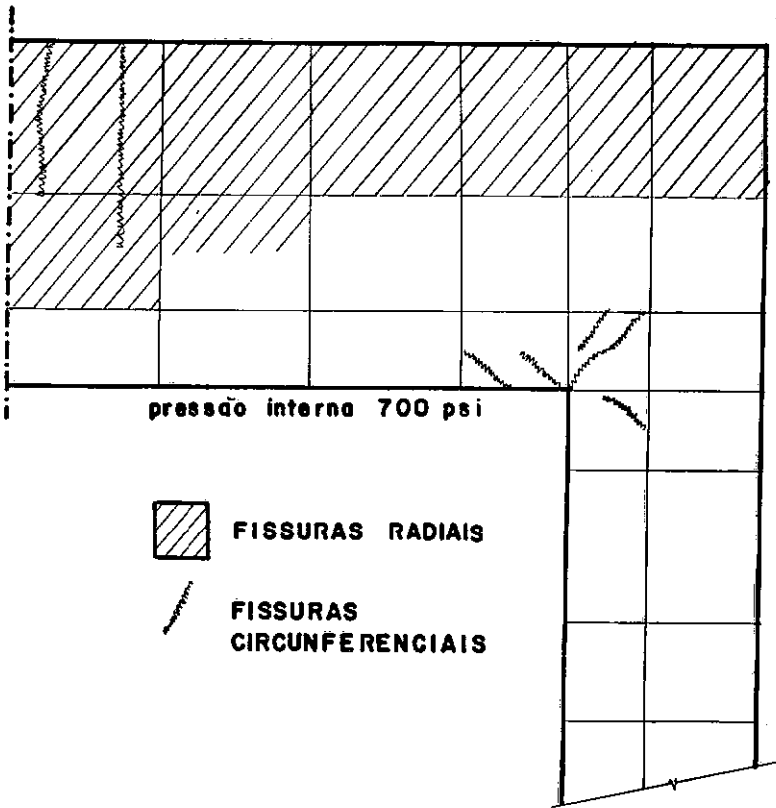 pressão interna 700 psi
FISSURAS RADIAIS
FISSURAS
CIRCUNFERENCIAIS